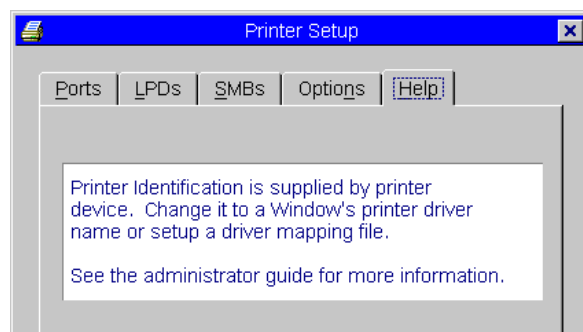 Printer Setup
Ports LPDs SMBs Options Help
Printer Identification is supplied by printer
device. Change it to a Window's printer driver
name or setup a driver mapping file.
See the administrator guide for more information.